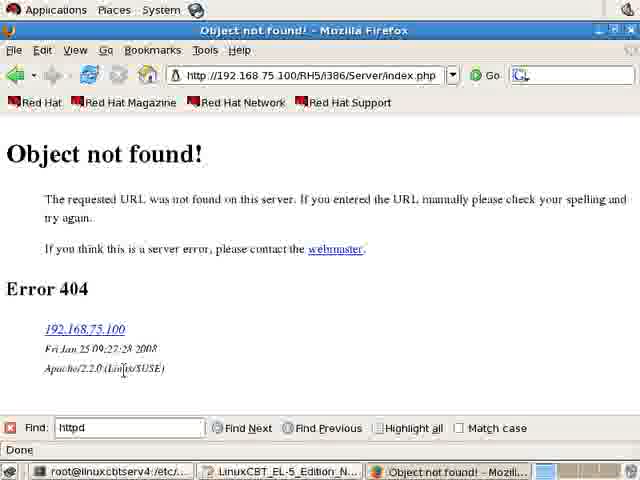 Applications Places System
Object not found! - Mozilla Firefox
File Edit View Go Bookmarks Tools Help
http://192.168.75.100/RH5/i386/Server/index.php Go
Red Hat Red Hat Magazine Red Hat Network Red Hat Support
Object not found!
The requested URL was not found on this server. If you entered the URL manually please check your spelling and
try again.
If you think this is a server error, please contact the webmaster.
Error 404
192.168.75.100
Fri Jan 25 09:27:28 2008
Apache/2.2.0 (Linux/SUSE)
Find: httpd Find Next Find Previous Highlight all Match case
Done
root@linuxcbtserv4:/etc/... LinuxCBT_EL-5_Edition_N... Object not found! - Mozill...